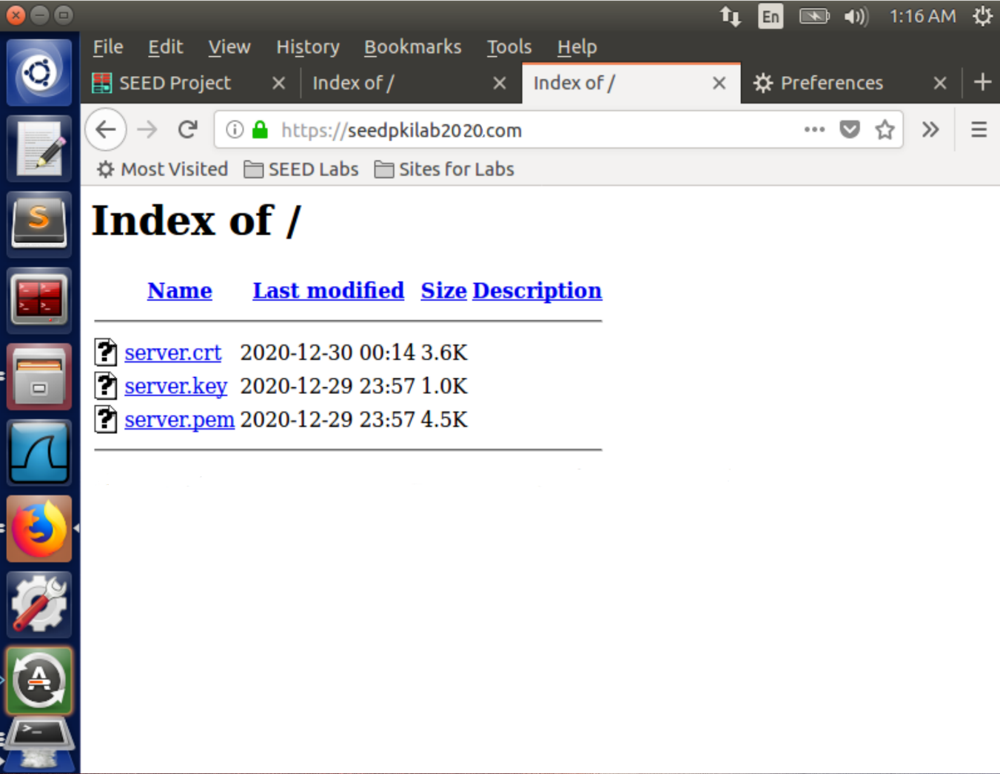 En 1:16 AM
File Edit View History Bookmarks Tools Help
SEED Project Index of / Index of / Preferences
https://seedpkilab2020.com
Most Visited SEED Labs Sites for Labs
Index of /
Name Last modified Size Description
server.crt 2020-12-30 00:14 3.6K
server.key 2020-12-29 23:57 1.0K
server.pem 2020-12-29 23:57 4.5K